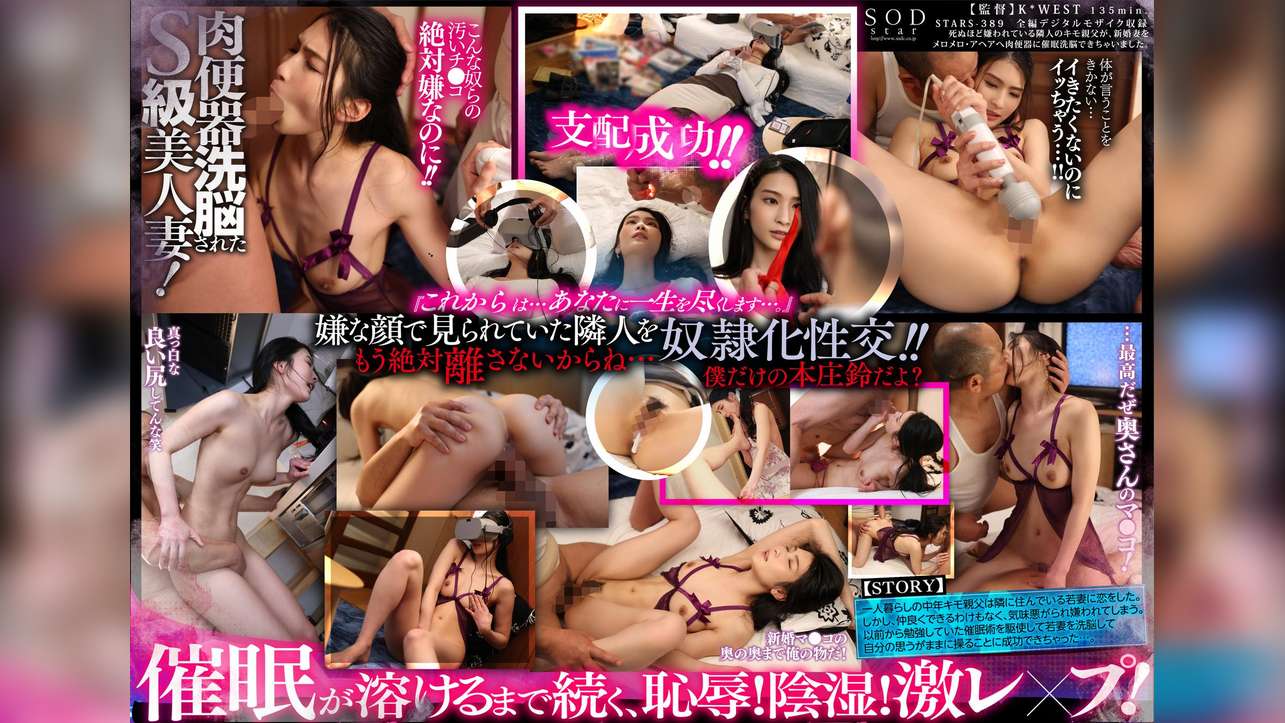 肉便器洗脳された
S級美人妻!
こんな奴らの
汚いチ●コ
絶対嫌なのに!!
支配成功!!
SOD
star
【監督】K*WEST 135min.
STARS-389 全編デジタルモザイク収録
死ぬほど嫌われている隣人のキモ親父が、新婚妻を
メロメロ・アヘアヘ肉便器に催眠洗脳できちゃいました。
体が言うことを
きかない…
イきたくないのに
イッちゃう…!!
『これからは…あなたに一生を尽くします…。』
嫌な顔で見られていた隣人を奴隷化性交!!
もう絶対離さないからね…僕だけの本庄鈴だよ?
真っ白な
良い尻してんな笑
…最高だぜ奥さんのマ●コ!
新婚マ●コの
奥の奥まで俺の物だ!
【STORY】
一人暮らしの中年キモ親父は隣に住んでいる若妻に恋をした。
しかし、仲良くできるわけもなく、気味悪がられ嫌われてしまう。
以前から勉強していた催眠術を駆使して若妻を洗脳して
自分の思うがままに操ることに成功できちゃった…。
催眠が溶けるまで続く、恥辱!陰湿!激レ×プ!